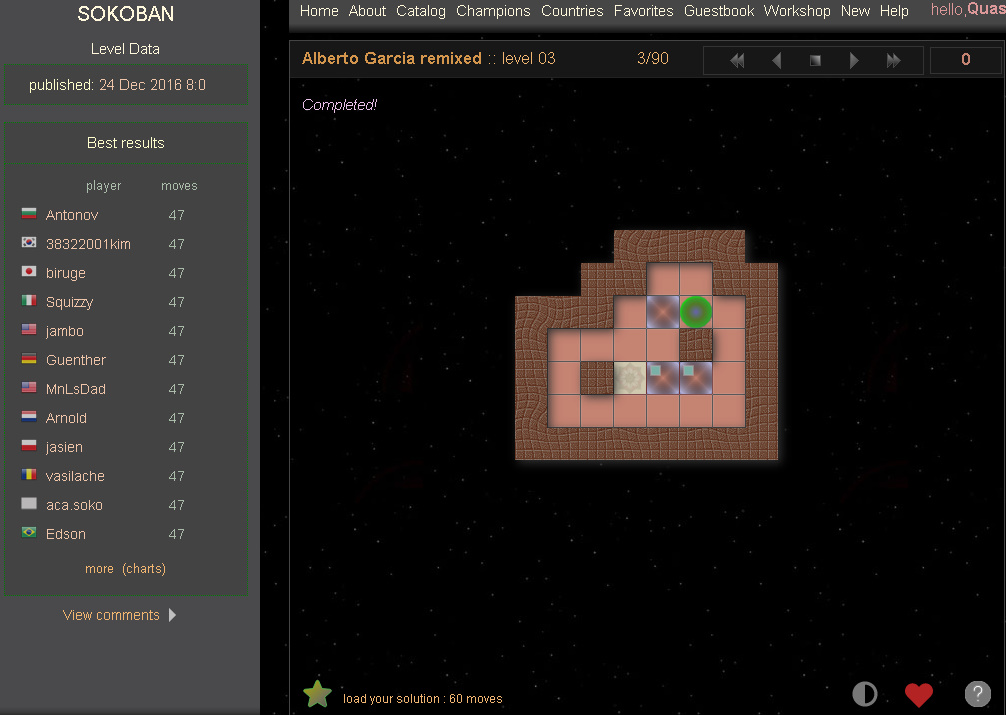 SOKOBAN
Level Data
published: 24 Dec 2016 8:0
Best results
player moves
Antonov 47
38322001kim 47
biruge 47
Squizzy 47
jambo 47
Guenther 47
MnLsDad 47
Arnold 47
jasien 47
vasilache 47
aca.soko 47
Edson 47
more (charts)
View comments
Home About Catalog Champions Countries Favorites Guestbook Workshop New Help hello,Quas
Alberto Garcia remixed :: level 03 3/90 0
Completed!
load your solution : 60 moves
?